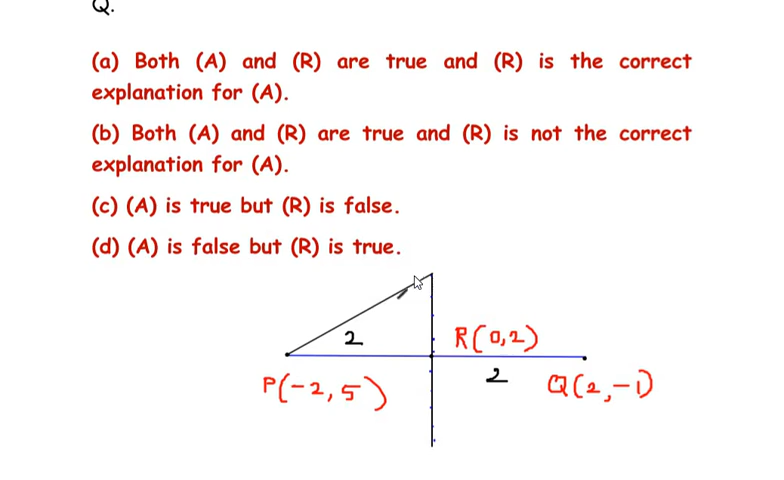 Q.
(a) Both (A) and (R) are true and (R) is the correct
explanation for (A).
(b) Both (A) and (R) are true and (R) is not the correct
explanation for (A).
(c) (A) is true but (R) is false.
(d) (A) is false but (R) is true.
2 R(0,2)
P(-2,5) 2 Q(2,-1)